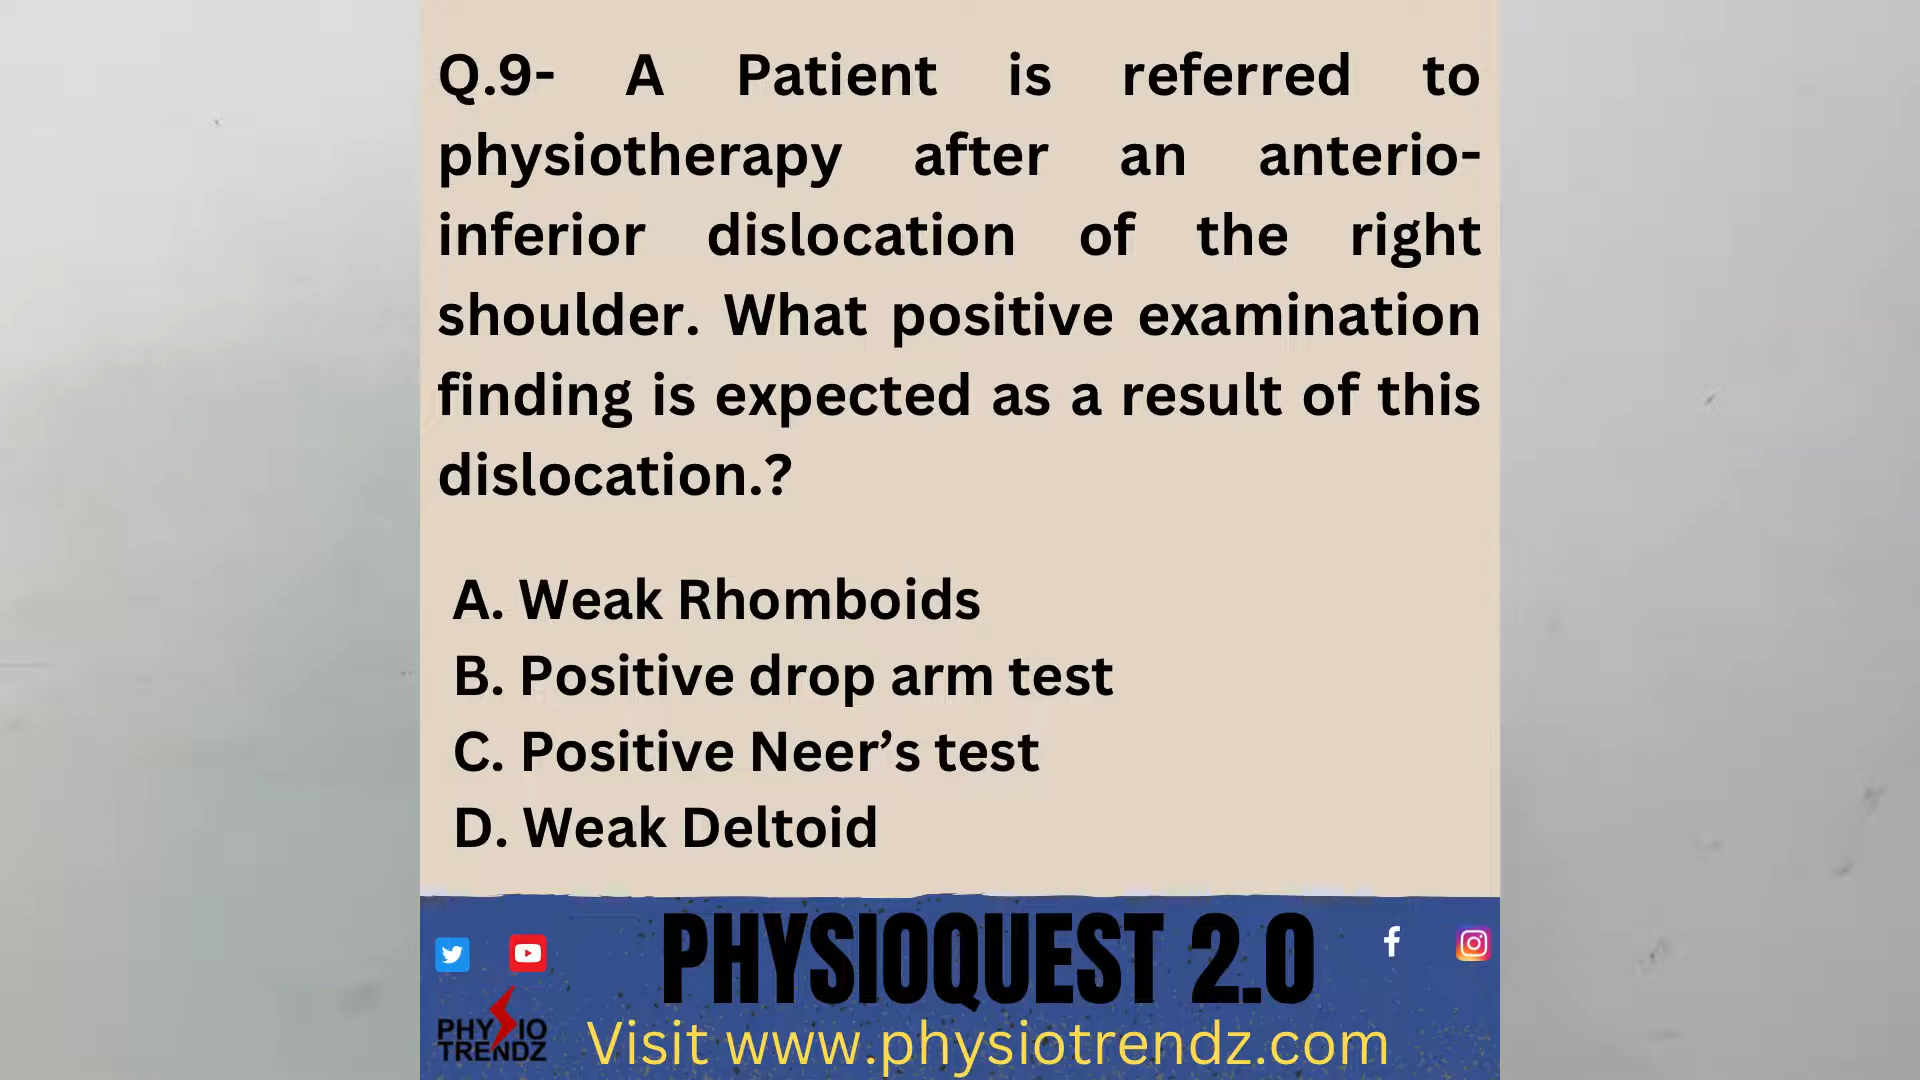 Q.9- A Patient is referred to
physiotherapy after an anterio-
inferior dislocation of the right
shoulder. What positive examination
finding is expected as a result of this
dislocation.?
A. Weak Rhomboids
B. Positive drop arm test
C. Positive Neer’s test
D. Weak Deltoid
PHYSIOQUEST 2.0
PHYSIO
TRENDZ
Visit www.physiotrendz.com